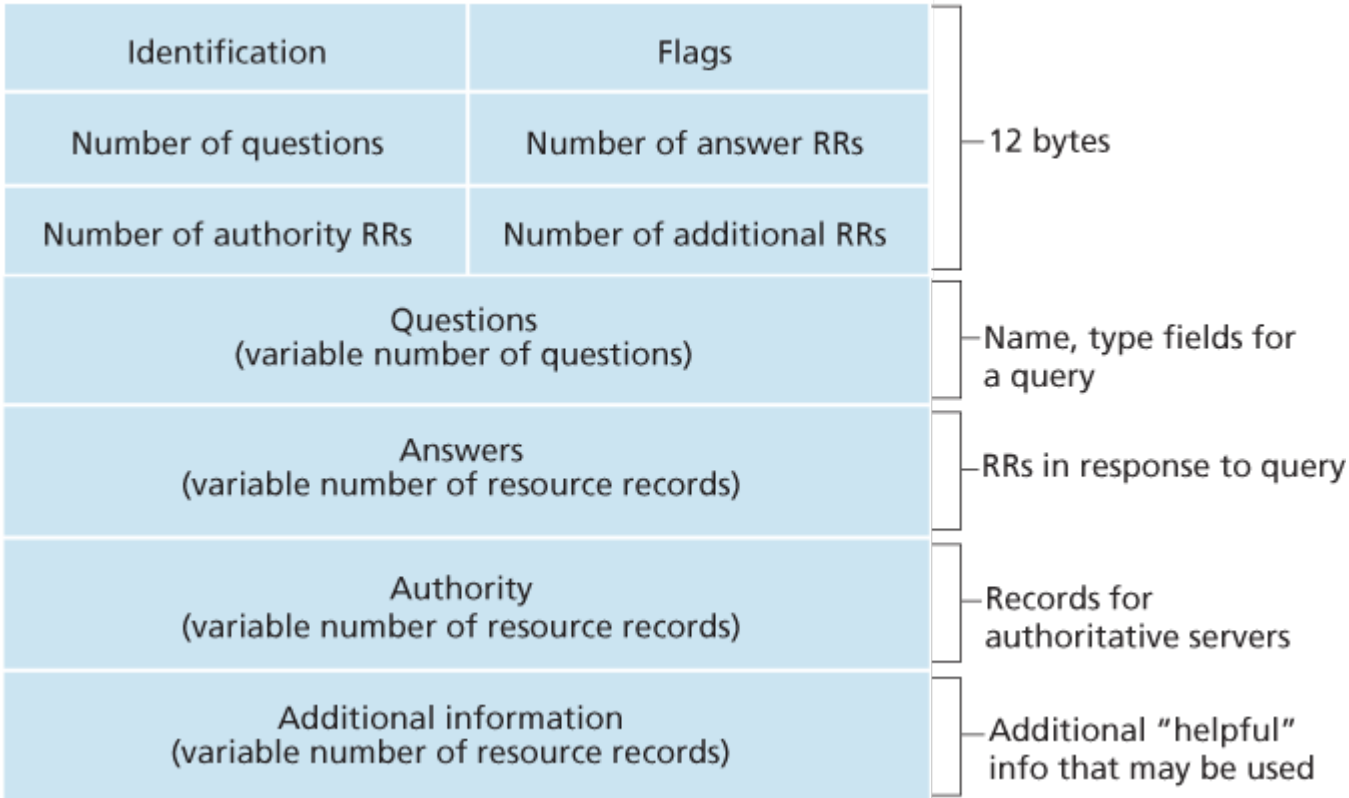 Identification
Flags
Number of questions
Number of answer RRs
12 bytes
Number of authority RRs
Number of additional RRs
Questions
(variable number of questions)
Name, type fields for
a query
Answers
(variable number of resource records)
RRs in response to query
Authority
(variable number of resource records)
Records for
authoritative servers
Additional information
(variable number of resource records)
Additional “helpful”
info that may be used